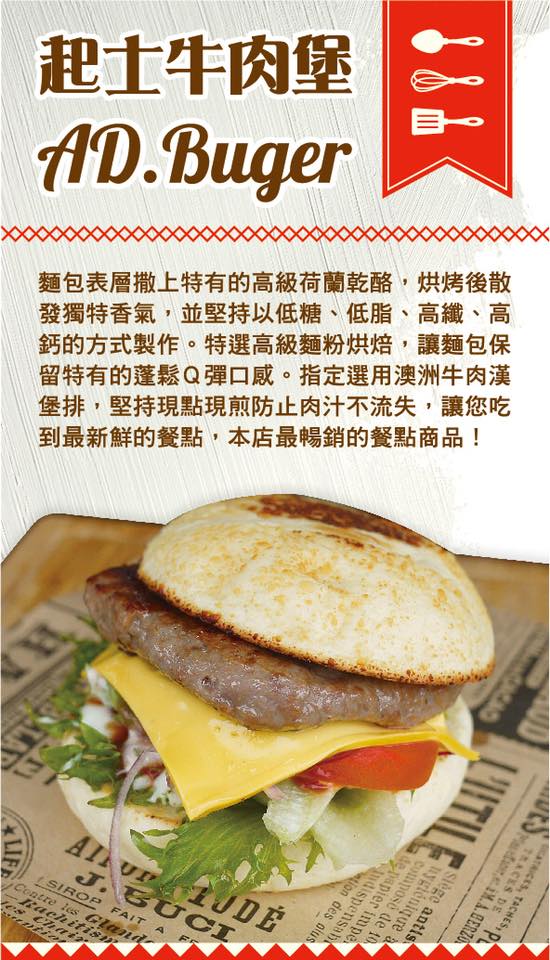 起士牛肉堡
AD.Buger
麵包表層撒上特有的高級荷蘭乾酪，烘烤後散
發獨特香氣，並堅持以低糖、低脂、高纖、高
鈣的方式製作。特選高級麵粉烘焙，讓麵包保
留特有的蓬鬆Q彈口感。指定選用澳洲牛肉漢
堡排，堅持現點現煎防止肉汁不流失，讓您吃
到最新鮮的餐點，本店最暢銷的餐點商品！
L'UTILE
J. BUCI
SIROP FAIT A
LIFE